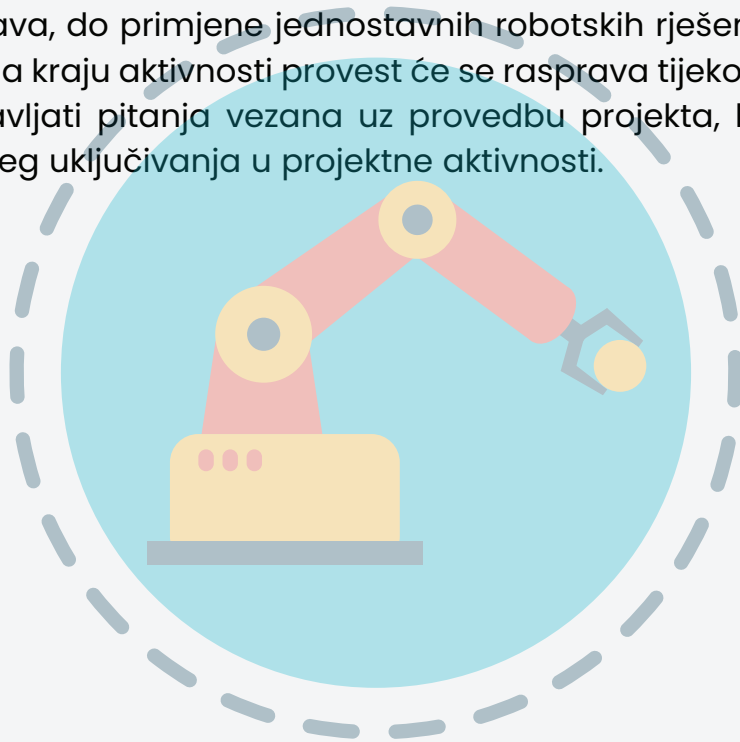 ava, do primjene jednostavnih robotskih rješen
a kraju aktivnosti provest će se rasprava tijeko
avljati pitanja vezana uz provedbu projekta,
eg uključivanja u projektne aktivnosti.